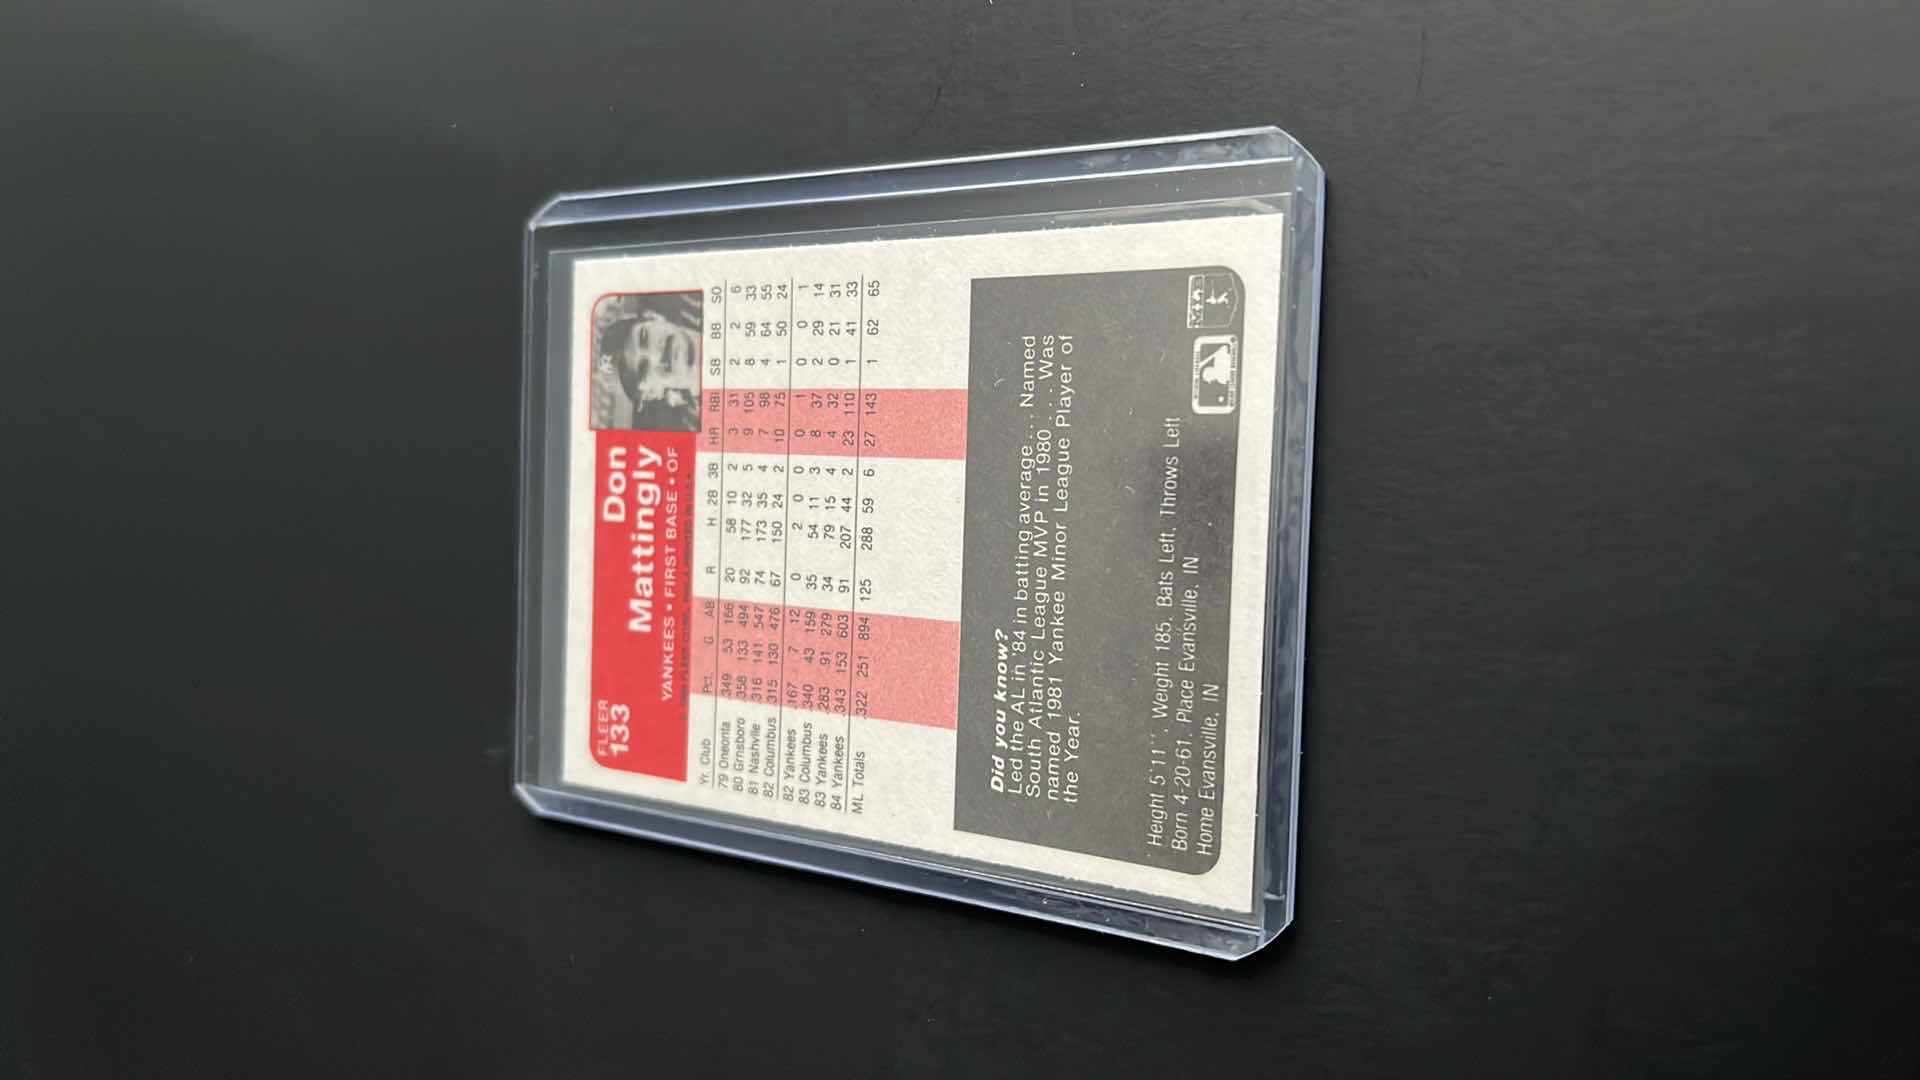 FLEER
133
Don
Mattingly
YANKEES • FIRST BASE • OF
Yr. Club Pct. G AB R H 2B 3B HR RBI SB BB SO
79 Oneonta .349 53 166 20 58 10 2 3 31 2 2 6
80 Grnsboro .358 133 494 92 177 32 5 9 105 8 59 33
81 Nashville .316 141 547 74 173 35 4 7 98 4 64 55
82 Columbus .315 130 476 67 150 24 2 10 75 1 50 24
82 Yankees .167 7 12 0 2 0 0 0 1 0 0 1
83 Columbus .340 43 159 35 54 11 3 8 37 2 29 14
83 Yankees .283 91 279 34 79 15 4 4 32 0 21 31
84 Yankees .343 153 603 91 207 44 2 23 110 1 41 33
ML Totals .322 251 894 125 288 59 6 27 143 1 62 65
Did you know?
Led the AL in '84 in batting average... Named
South Atlantic League MVP in 1980... Was
named 1981 Yankee Minor League Player of
the Year.
Height 5'11", Weight 185, Bats Left, Throws Left
Born 4-20-61, Place Evansville, IN
Home Evansville, IN